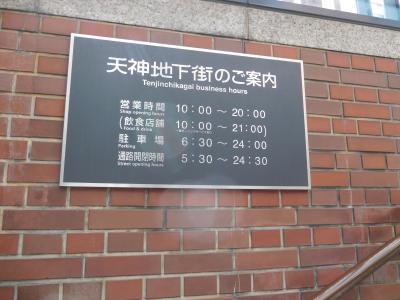 天神地下街のご案内
Tenjinchikagai business hours
営業時間 10:00 ～ 20:00
Shop opening hours
(飲食店舗 10:00 ～ 21:00)
Food & drink
駐車場 6:30 ～ 24:00
Parking
通路開閉時間 5:30 ～ 24:30
Street opening hours